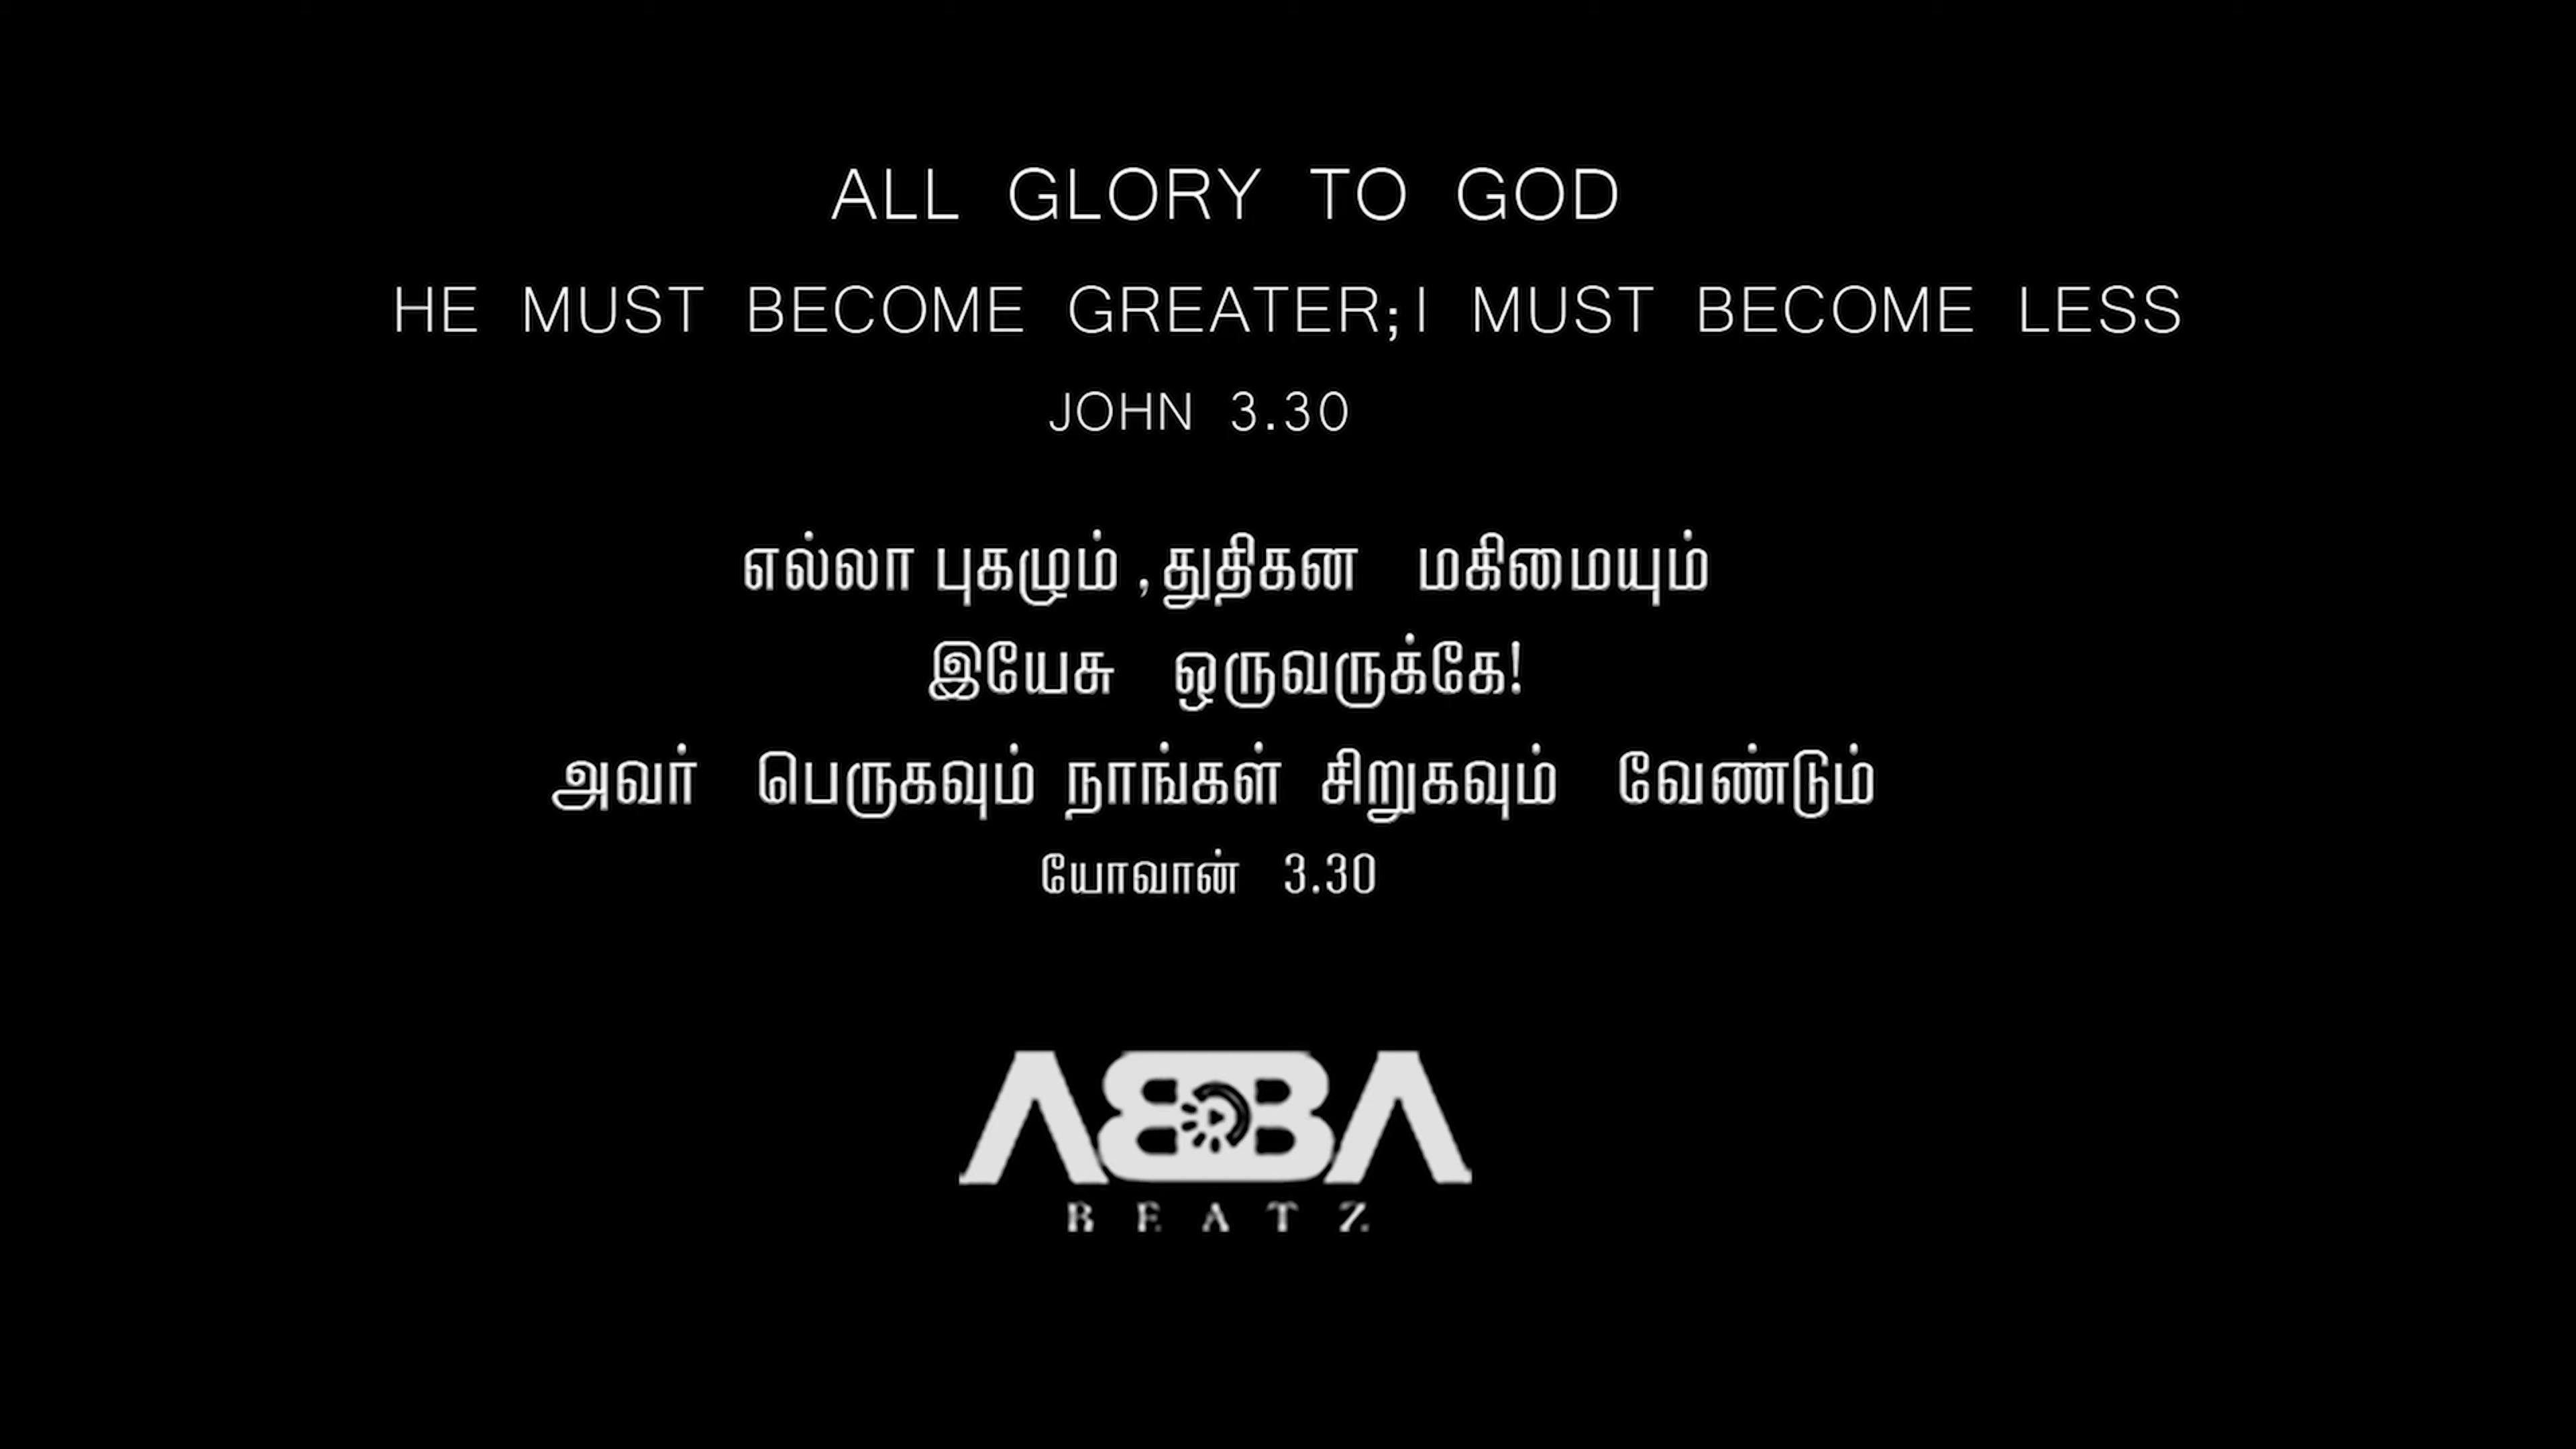 ALL GLORY TO GOD
HE MUST BECOME GREATER;I MUST BECOME LESS
JOHN 3.30
எல்லா புகழும் ,துதிகன மகிமையும்
இயேசு ஒருவருக்கே!
அவர் பெருகவும் நாங்கள் சிறுகவும் வேண்டும்
யோவான் 3.30
ABBA
BEATZ